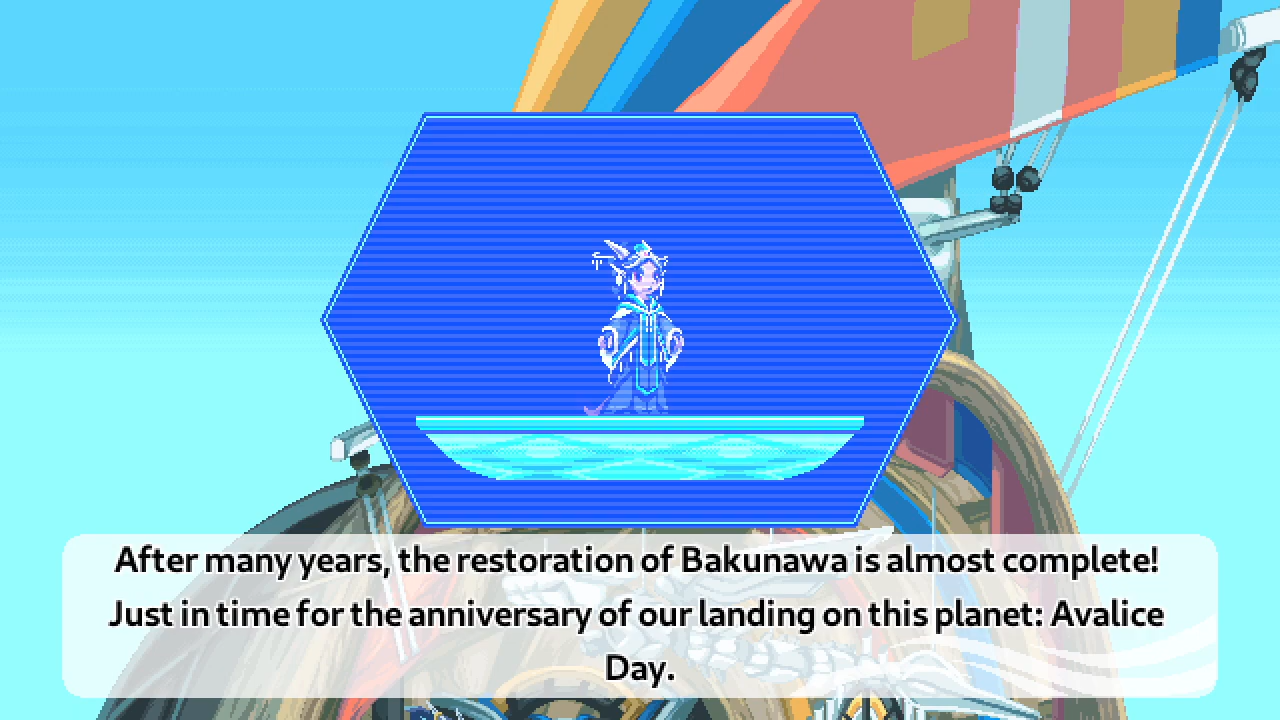 After many years, the restoration of Bakunawa is almost complete!
Just in time for the anniversary of our landing on this planet: Avalice
Day.